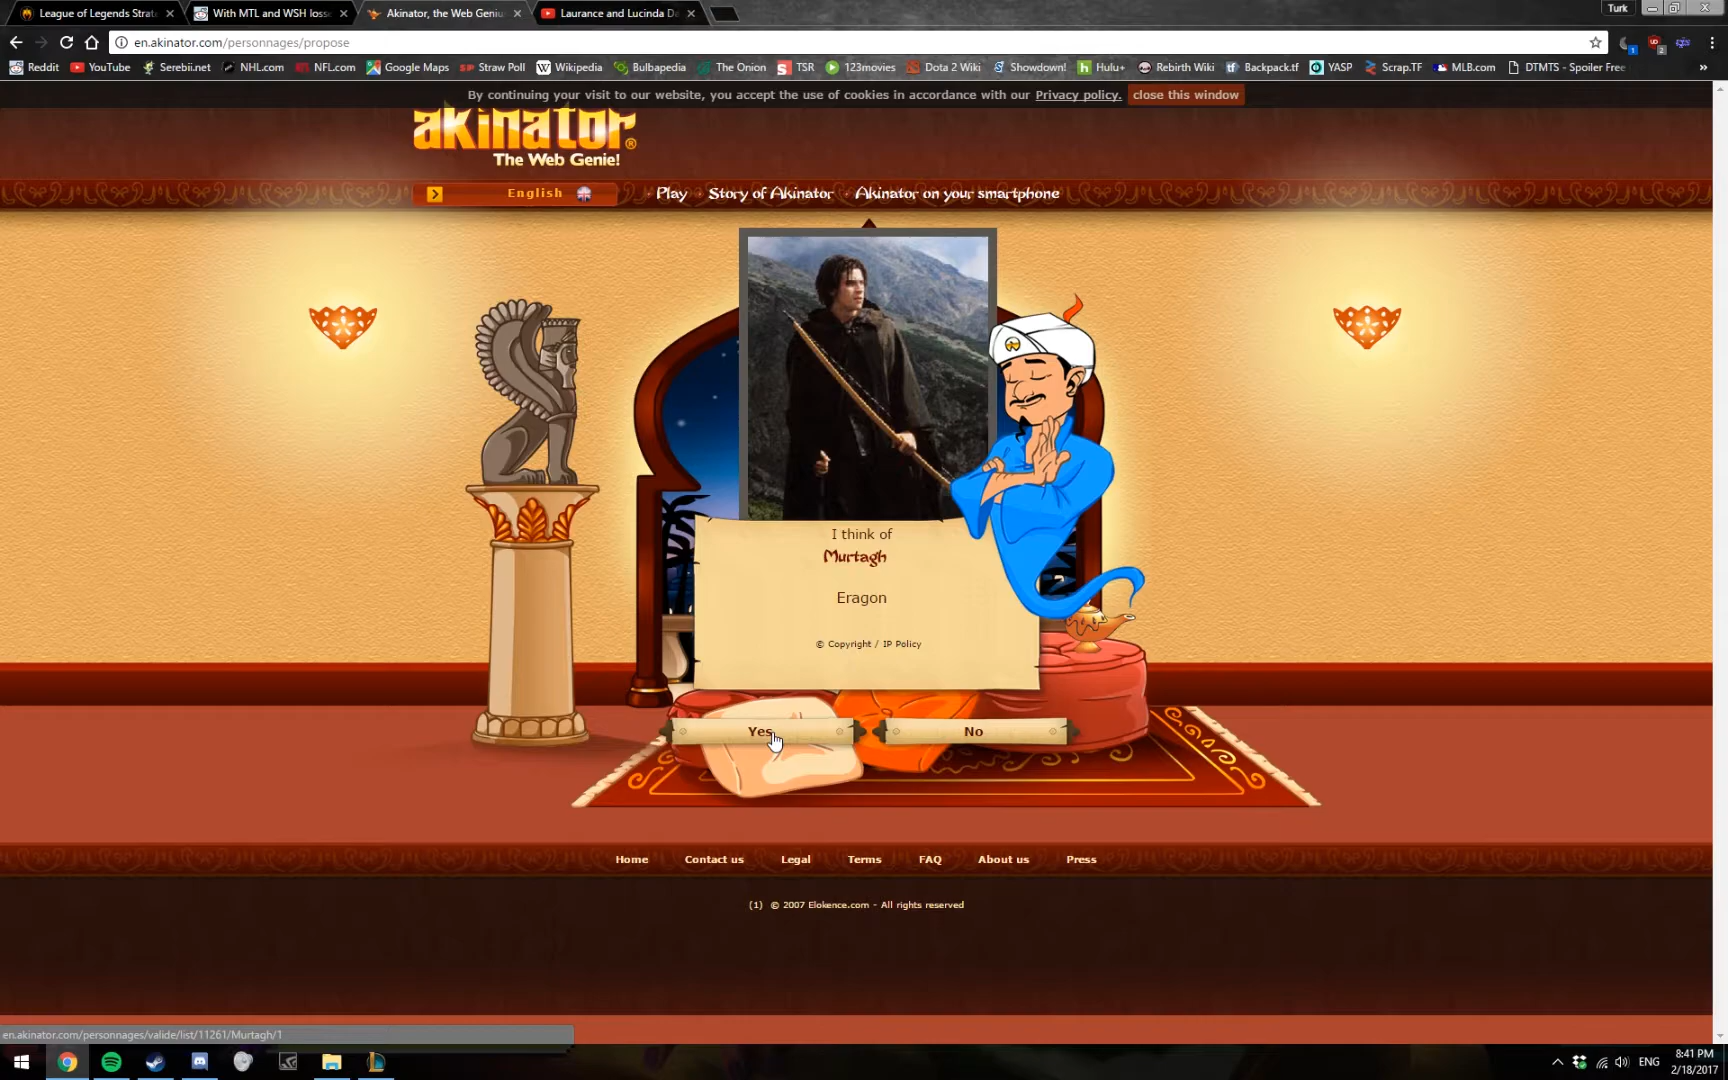 League of Legends Strat
With MTL and WSH loss
Akinator, the Web Geniu
Laurance and Lucinda D
Turk
en.akinator.com/personnages/propose
Reddit YouTube Serebii.net NHL.com NFL.com Google Maps Straw Poll Wikipedia Bulbapedia The Onion TSR 123movies Dota 2 Wiki Showdown! Hulu+ Rebirth Wiki Backpack.tf YASP Scrap.TF MLB.com DTMTS - Spoiler Free »
By continuing your visit to our website, you accept the use of cookies in accordance with our Privacy policy. close this window
akinator®
The Web Genie!
English
Play Story of Akinator Akinator on your smartphone
I think of
Murtagh
Eragon
© Copyright / IP Policy
Yes No
Home Contact us Legal Terms FAQ About us Press
(1) © 2007 Elokence.com - All rights reserved
en.akinator.com/personnages/valide/list/11261/Murtagh/1
ENG
8:41 PM
2/18/2017